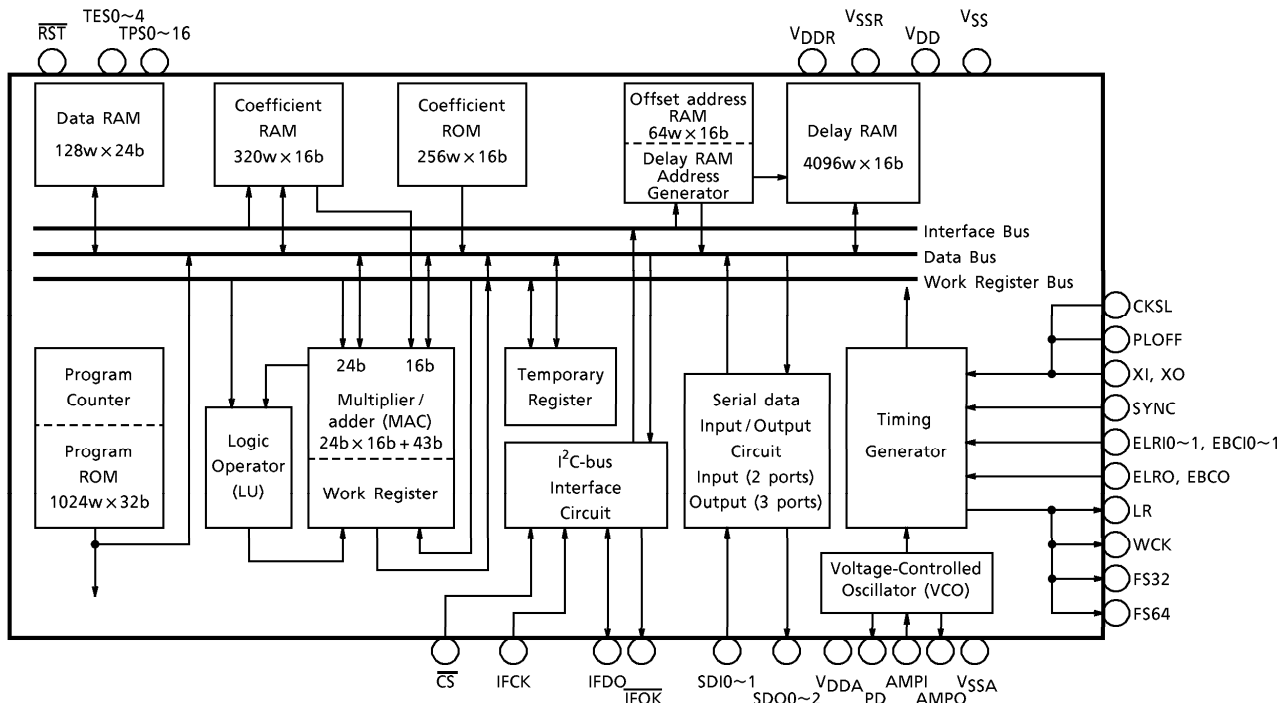 RST
TES0~4
TPS0~16
VDDR
VSSR
VDD
VSS
Data RAM
128w×24b
Coefficient
RAM
320w×16b
Coefficient
ROM
256w×16b
Offset address
RAM
64w×16b
Delay RAM
Address
Generator
Delay RAM
4096w×16b
Interface Bus
Data Bus
Work Register Bus
Program
Counter
Program
ROM
1024w×32b
Logic
Operator
(LU)
24b 16b
Multiplier/
adder (MAC)
24b×16b+43b
Work Register
Temporary
Register
I²C-bus
Interface
Circuit
Serial data
Input/Output
Circuit
Input (2 ports)
Output (3 ports)
Timing
Generator
Voltage-Controlled
Oscillator (VCO)
CKSL
PLOFF
XI, XO
SYNC
ELRI0~1, EBCI0~1
ELRO, EBCO
LR
WCK
FS32
FS64
CS
IFCK
IFDO
IFOK
SDI0~1
SDO0~2
VDDA
PD
AMPI
AMPO
VSSA